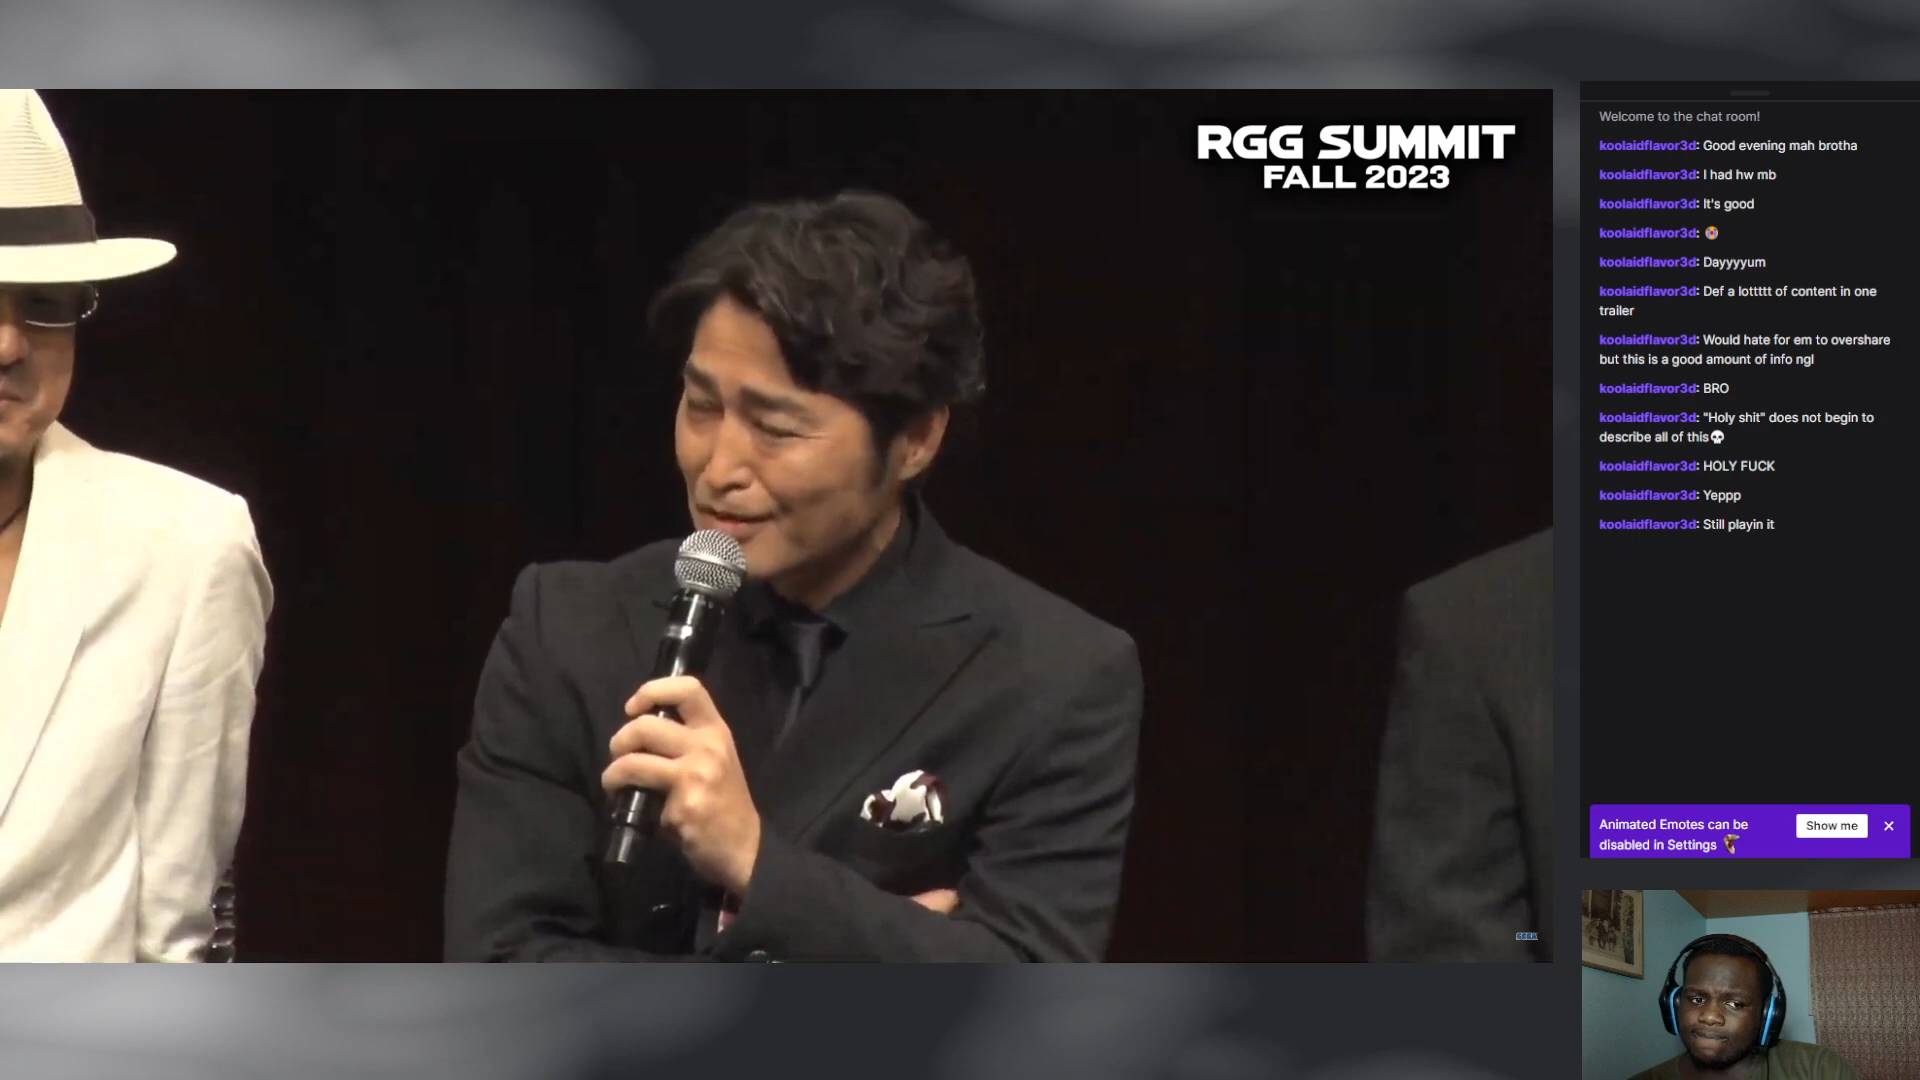 RGG SUMMIT
FALL 2023
SEGA
Welcome to the chat room!
koolaidflavor3d: Good evening mah brotha
koolaidflavor3d: I had hw mb
koolaidflavor3d: It's good
koolaidflavor3d:
koolaidflavor3d: Dayyyyum
koolaidflavor3d: Def a lottttt of content in one
trailer
koolaidflavor3d: Would hate for em to overshare
but this is a good amount of info ngl
koolaidflavor3d: BRO
koolaidflavor3d: "Holy shit" does not begin to
describe all of this💀
koolaidflavor3d: HOLY FUCK
koolaidflavor3d: Yeppp
koolaidflavor3d: Still playin it
Animated Emotes can be
disabled in Settings
Show me